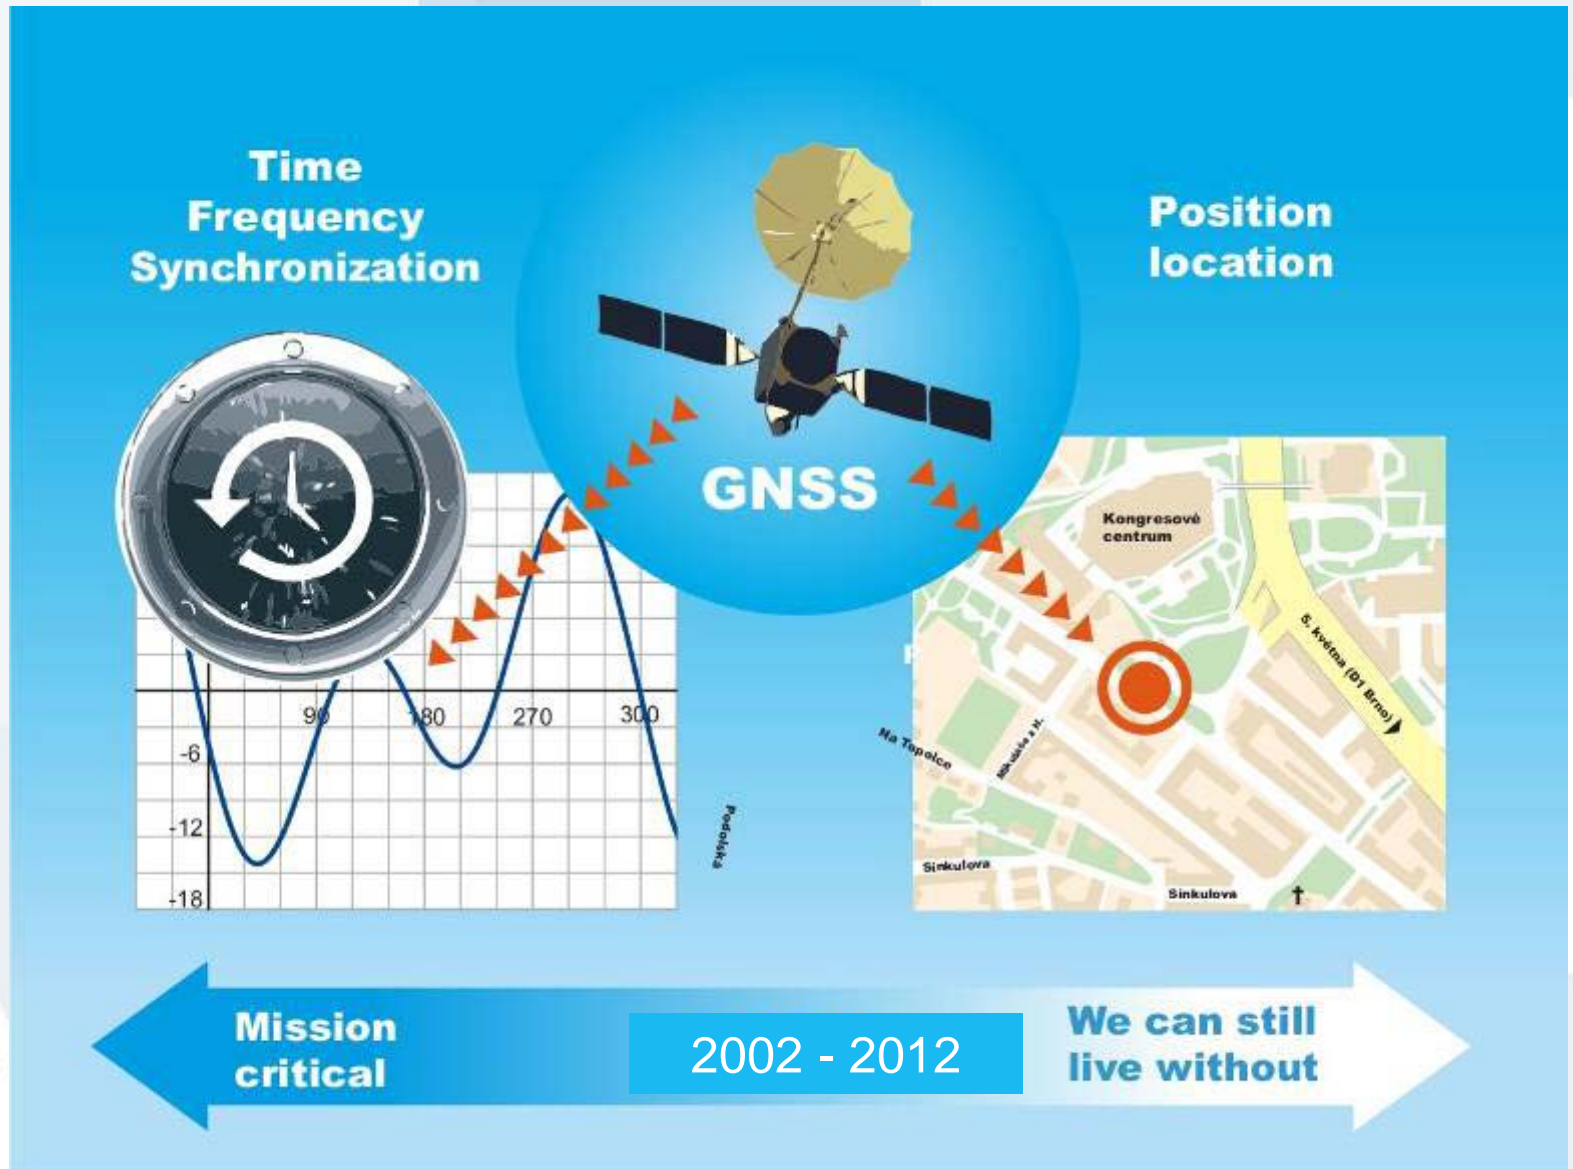 Time
Frequency
Synchronization
Position
location
GNSS
Kongresové
centrum
5. května (D1 Brno)
Na Topolce
Sinkulova
Sinkulova
Podolská
90
180
270
300
-6
-12
-18
Mission
critical
2002 - 2012
We can still
live without